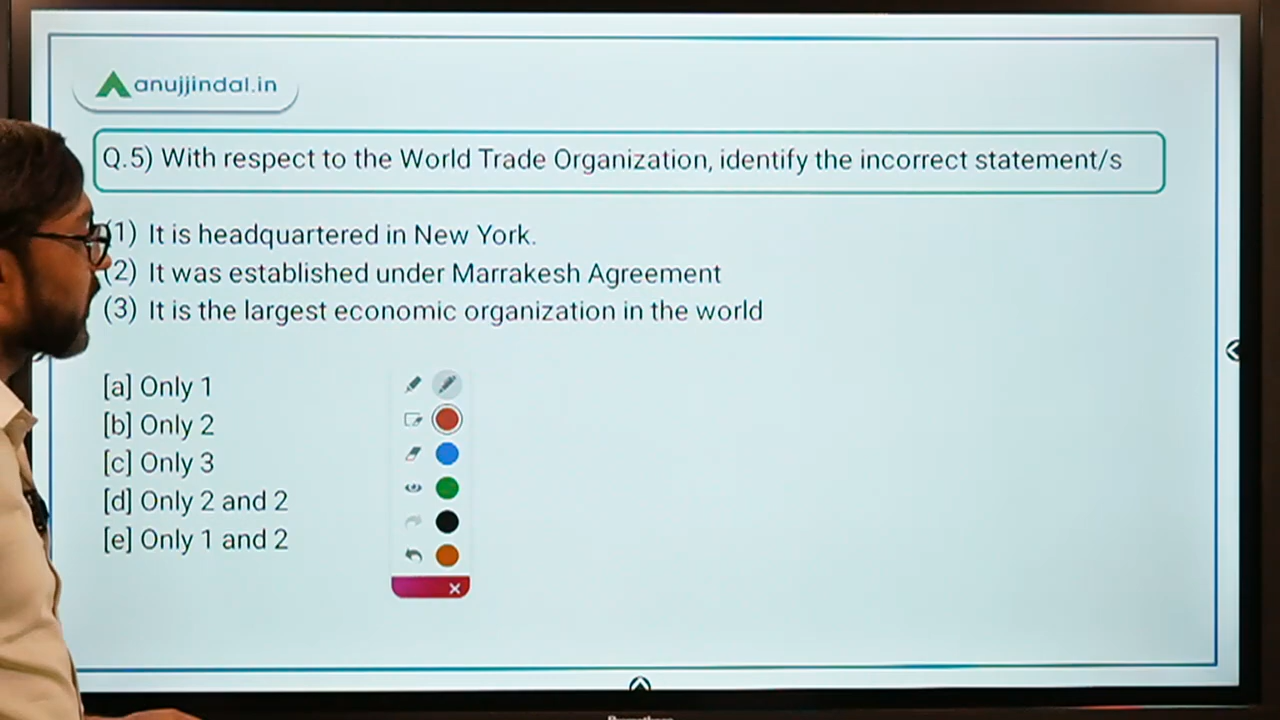 anujjindal.in
Q.5) With respect to the World Trade Organization, identify the incorrect statement/s
(1) It is headquartered in New York.
(2) It was established under Marrakesh Agreement
(3) It is the largest economic organization in the world
[a] Only 1
[b] Only 2
[c] Only 3
[d] Only 2 and 2
[e] Only 1 and 2